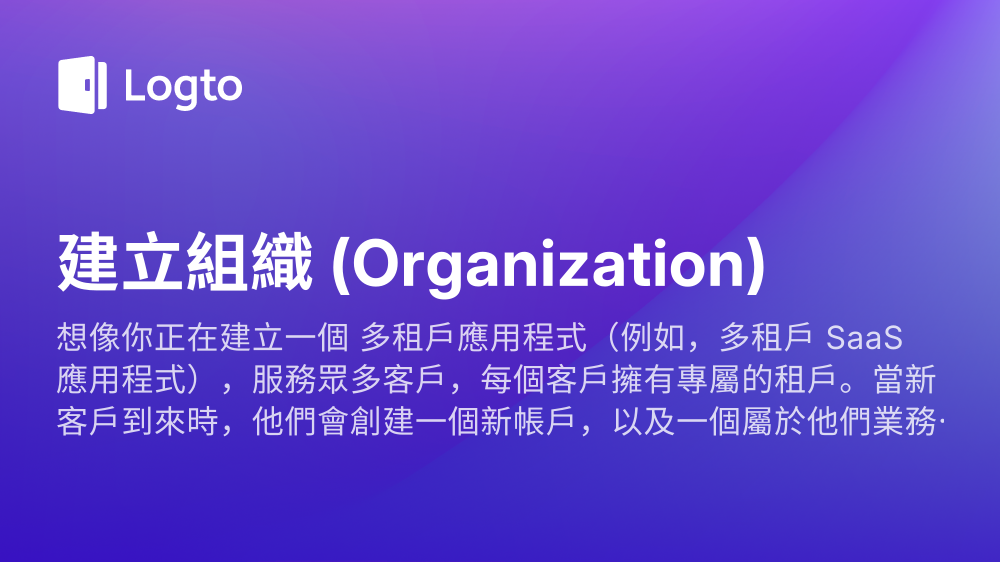 Logto
建立組織 (Organization)
想像你正在建立一個 多租戶應用程式（例如，多租戶 SaaS
應用程式），服務眾多客戶，每個客戶擁有專屬的租戶。當新
客戶到來時，他們會創建一個新帳戶，以及一個屬於他們業務·